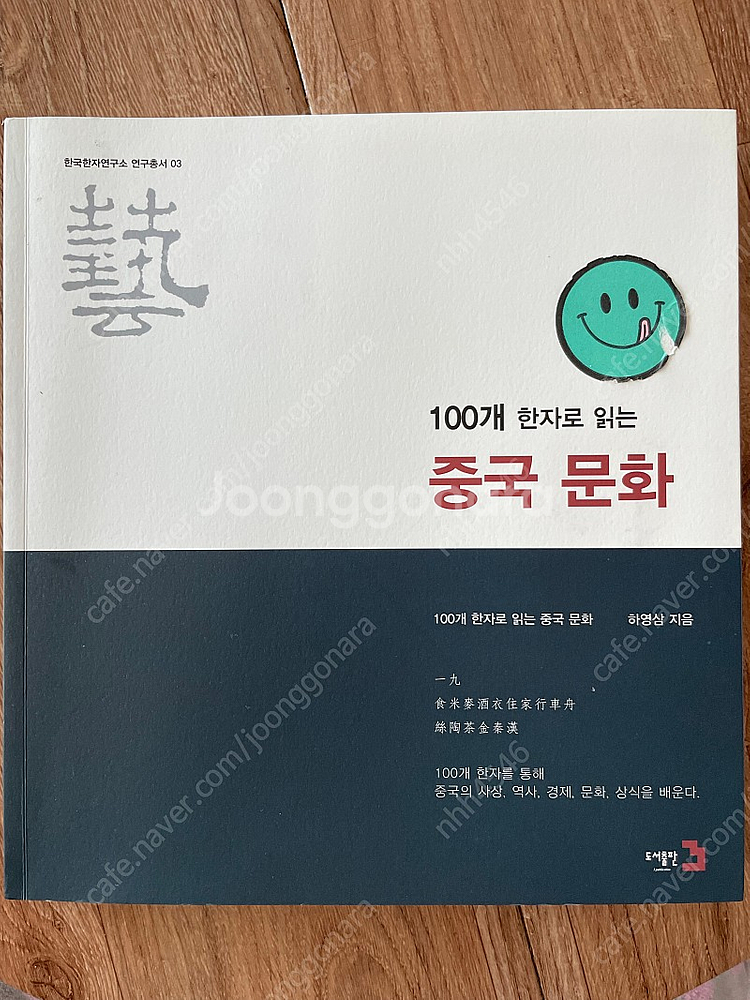 한국한자연구소 연구총서 03
藝
100개 한자로 읽는
중국 문화
Joonggonara
100개 한자로 읽는 중국 문화 하영삼 지음
一九
食米麥酒衣住家行車舟
絲陶茶金秦漢
100개 한자를 통해
중국의 사상, 역사, 경제, 문화, 상식을 배운다.
도서출판 3
cafe.naver.com/joonggonara
nhh4546